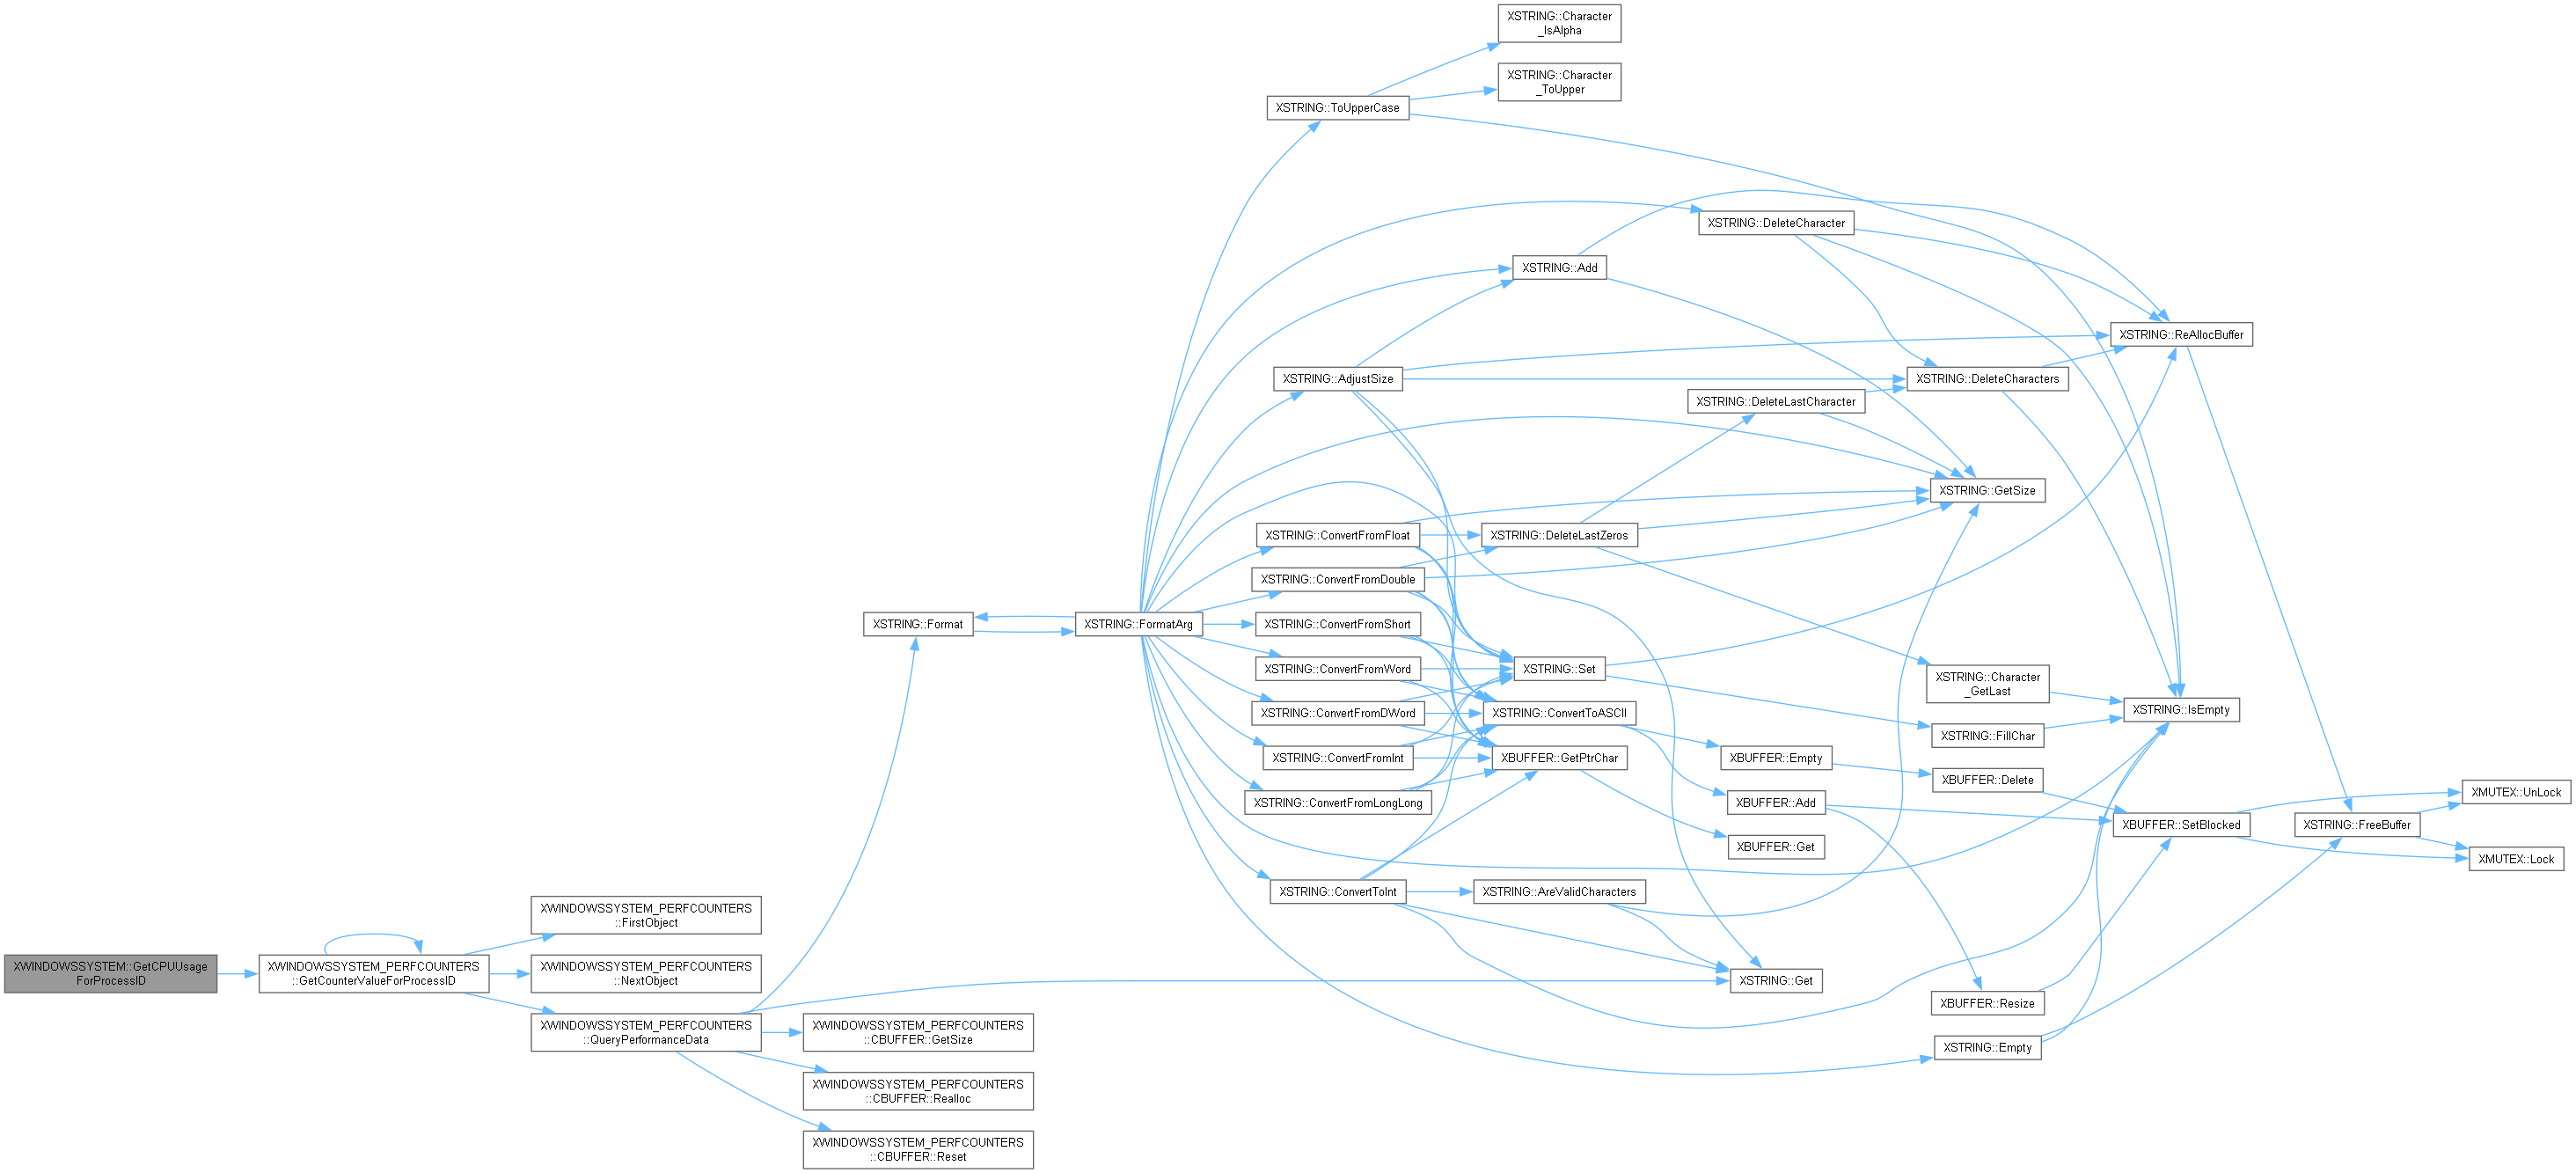 XSTRING::Character
_IsAlpha
XSTRING::Character
_ToUpper
XSTRING::ToUpperCase
XSTRING::DeleteCharacter
XSTRING::Add
XSTRING::ReAllocBuffer
XSTRING::AdjustSize
XSTRING::DeleteCharacters
XSTRING::DeleteLastCharacter
XSTRING::GetSize
XSTRING::ConvertFromFloat
XSTRING::DeleteLastZeros
XSTRING::ConvertFromDouble
XSTRING::Format
XSTRING::FormatArg
XSTRING::ConvertFromShort
XSTRING::ConvertFromWord
XSTRING::Set
XSTRING::Character
_GetLast
XSTRING::ConvertFromDWord
XSTRING::ConvertToASCII
XSTRING::IsEmpty
XSTRING::FillChar
XSTRING::ConvertFromInt
XBUFFER::GetPtrChar
XBUFFER::Empty
XBUFFER::Delete
XSTRING::ConvertFromLongLong
XBUFFER::Add
XMUTEX::UnLock
XBUFFER::SetBlocked
XSTRING::FreeBuffer
XBUFFER::Get
XMUTEX::Lock
XSTRING::ConvertToInt
XSTRING::AreValidCharacters
XWINDOWSSYSTEM_PERFCOUNTERS
::FirstObject
XWINDOWSSYSTEM::GetCPUUsage
ForProcessID
XWINDOWSSYSTEM_PERFCOUNTERS
::GetCounterValueForProcessID
XWINDOWSSYSTEM_PERFCOUNTERS
::NextObject
XSTRING::Get
XBUFFER::Resize
XWINDOWSSYSTEM_PERFCOUNTERS
::QueryPerformanceData
XWINDOWSSYSTEM_PERFCOUNTERS
::CBUFFER::GetSize
XSTRING::Empty
XWINDOWSSYSTEM_PERFCOUNTERS
::CBUFFER::Realloc
XWINDOWSSYSTEM_PERFCOUNTERS
::CBUFFER::Reset